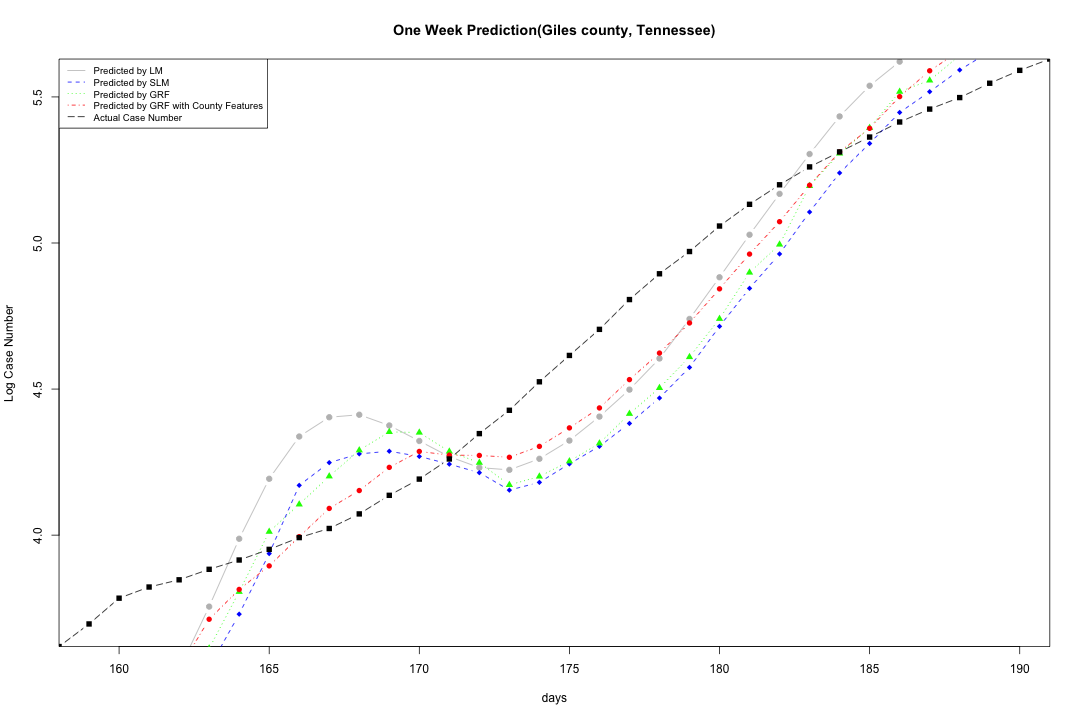 One Week Prediction(Giles county, Tennessee)
Predicted by LM
Predicted by SLM
Predicted by GRF
Predicted by GRF with County Features
Actual Case Number
Log Case Number
5.5
5.0
4.5
4.0
160 165 170 175 180 185 190
days